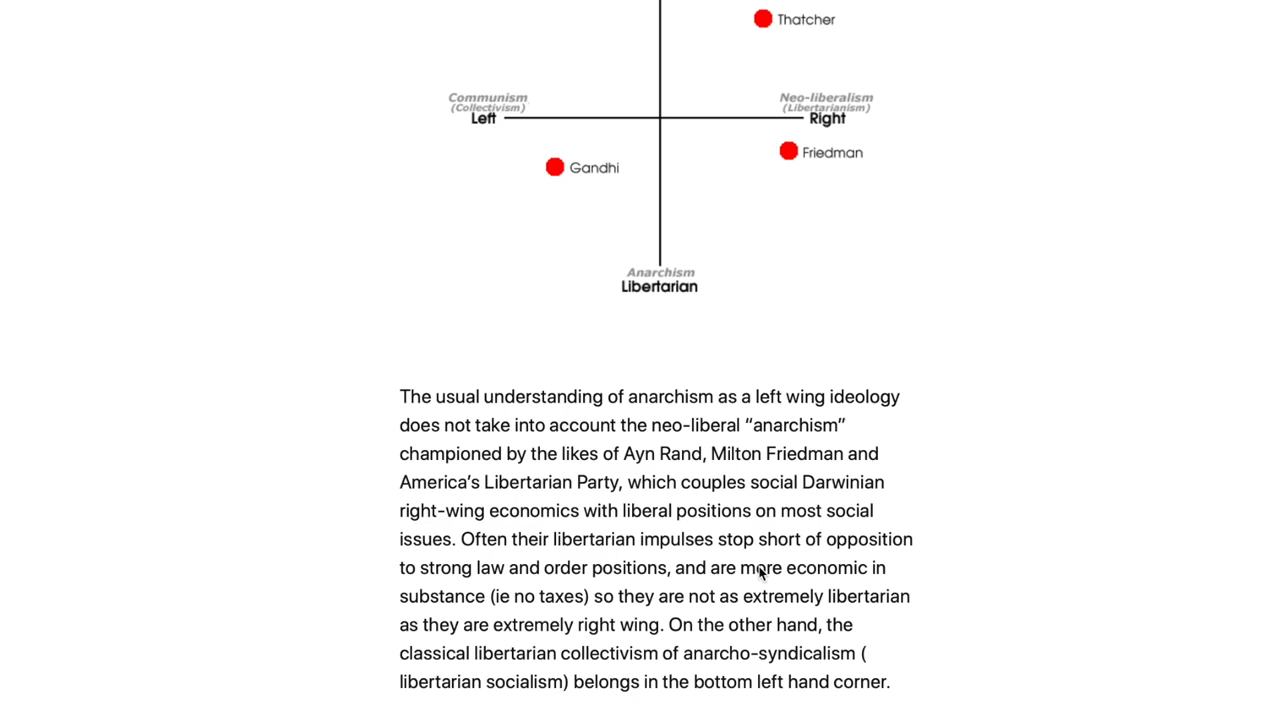 Thatcher
Communism
(Collectivism)
Left
Neo-liberalism
(Libertarianism)
Right
Friedman
Gandhi
Anarchism
Libertarian
The usual understanding of anarchism as a left wing ideology
does not take into account the neo-liberal “anarchism”
championed by the likes of Ayn Rand, Milton Friedman and
America’s Libertarian Party, which couples social Darwinian
right-wing economics with liberal positions on most social
issues. Often their libertarian impulses stop short of opposition
to strong law and order positions, and are more economic in
substance (ie no taxes) so they are not as extremely libertarian
as they are extremely right wing. On the other hand, the
classical libertarian collectivism of anarcho-syndicalism (
libertarian socialism) belongs in the bottom left hand corner.